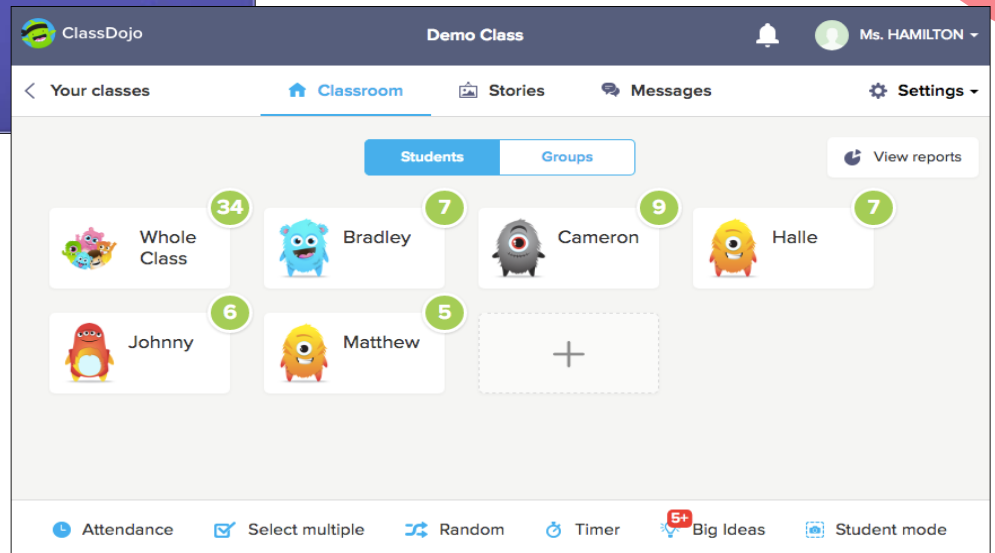 ClassDojo
Demo Class
Ms. HAMILTON
Your classes
Classroom
Stories
Messages
Settings
Students
Groups
View reports
34
Whole
Class
7
Bradley
9
Cameron
7
Halle
6
Johnny
5
Matthew
+
Attendance
Select multiple
Random
Timer
5+
Big Ideas
Student mode